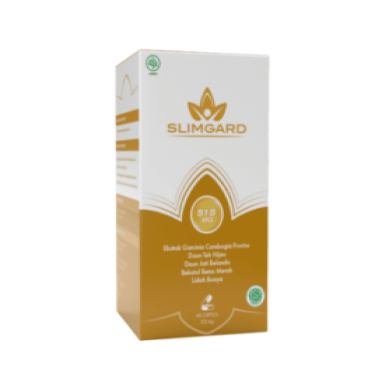 SLIMGARD
515
MG
Ekstrak Garcinia Cambogia Fructus
Daun Teh Hijau
Daun Jati Belanda
Bekatul Beras Merah
Lidah Buaya